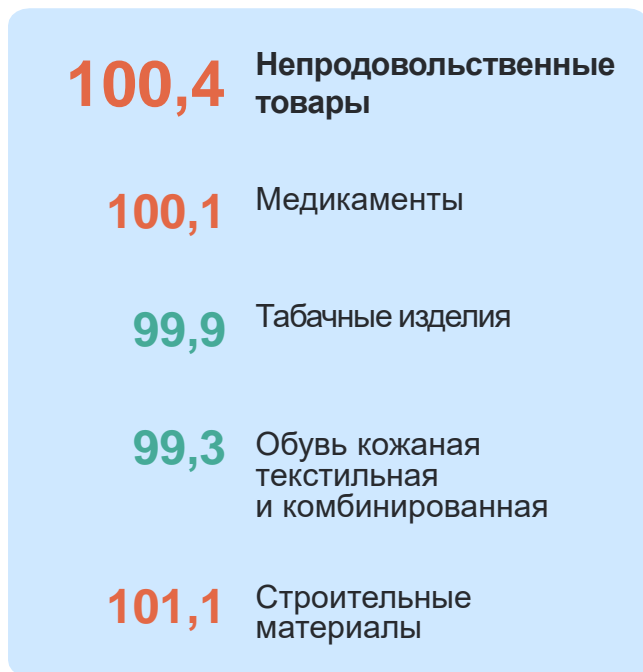 100,4 Непродовольственные
товары
100,1 Медикаменты
99,9 Табачные изделия
99,3 Обувь кожаная
текстильная
и комбинированная
101,1 Строительные
материалы